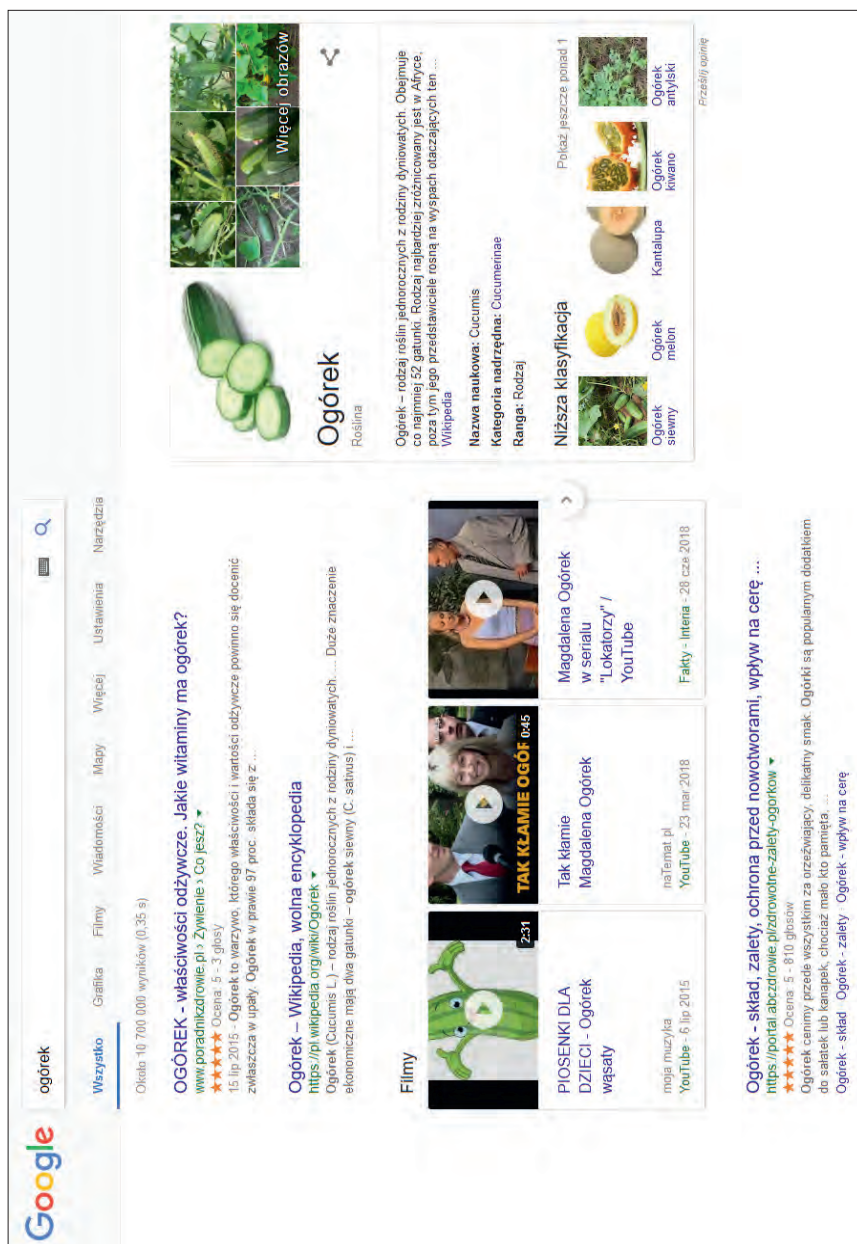 Google
ogórek
Wszystko Grafika Filmy Wiadomości Mapy Więcej Ustawienia Narzędzia
Około 10 700 000 wyników (0,35 s)
OGÓREK - właściwości odżywcze. Jakie witaminy ma ogórek?
www.poradnikzdrowie.pl › Żywienie › Co jesz?
★★★★★ Ocena: 5 - 3 głosy
15 lip 2015 - Ogórek to warzywo, którego właściwości i wartości odżywcze powinno się docenić
zwłaszcza w upały. Ogórek w prawie 97 proc. składa się z ...
Ogórek – Wikipedia, wolna encyklopedia
https://pl.wikipedia.org/wiki/Ogórek
Ogórek (Cucumis L.) – rodzaj roślin jednorocznych z rodziny dyniowatych. ... Duże znaczenie
ekonomiczne mają dwa gatunki – ogórek siewny (C. sativus) i ...
Filmy
2:31
PIOSENKI DLA
DZIECI - Ogórek
wąsaty
moja muzyka
YouTube - 6 lip 2015
TAK KŁAMIE OGÓR
0:45
Tak kłamie
Magdalena Ogórek
naTemat.pl
YouTube - 23 mar 2018
Magdalena Ogórek
w serialu
"Lokatorzy" /
YouTube
Fakty - Interia - 28 cze 2018
Ogórek - skład, zalety, ochrona przed nowotworami, wpływ na cerę ...
https://portal.abczdrowie.pl/zdrowotne-zalety-ogorkow
★★★★★ Ocena: 5 - 810 głosów
Ogórek cenimy przede wszystkim za orzeźwiający, delikatny smak. Ogórki są popularnym dodatkiem
do sałatek lub kanapek, chociaż mało kto pamięta, ...
Ogórek - skład · Ogórek - zalety · Ogórek - wpływ na cerę
Więcej obrazów
Ogórek
Roślina
Ogórek – rodzaj roślin jednorocznych z rodziny dyniowatych. Obejmuje
co najmniej 52 gatunki. Rodzaj najbardziej zróżnicowany jest w Afryce,
poza tym jego przedstawiciele rosną na wyspach otaczających ten ...
Wikipedia
Nazwa naukowa: Cucumis
Kategoria nadrzędna: Cucumerinae
Ranga: Rodzaj
Niższa klasyfikacja
Pokaż jeszcze ponad 1
Ogórek
siewny
Ogórek
melon
Kantalupa
Ogórek
kiwano
Ogórek
antylski
Prześlij opinię